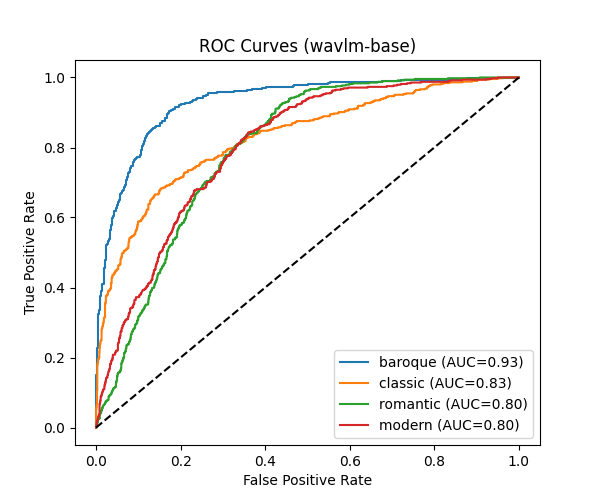 ROC Curves (wavlm-base)
True Positive Rate
1.0
0.8
0.6
0.4
0.2
0.0
0.0 0.2 0.4 0.6 0.8 1.0
False Positive Rate
baroque (AUC=0.93)
classic (AUC=0.83)
romantic (AUC=0.80)
modern (AUC=0.80)